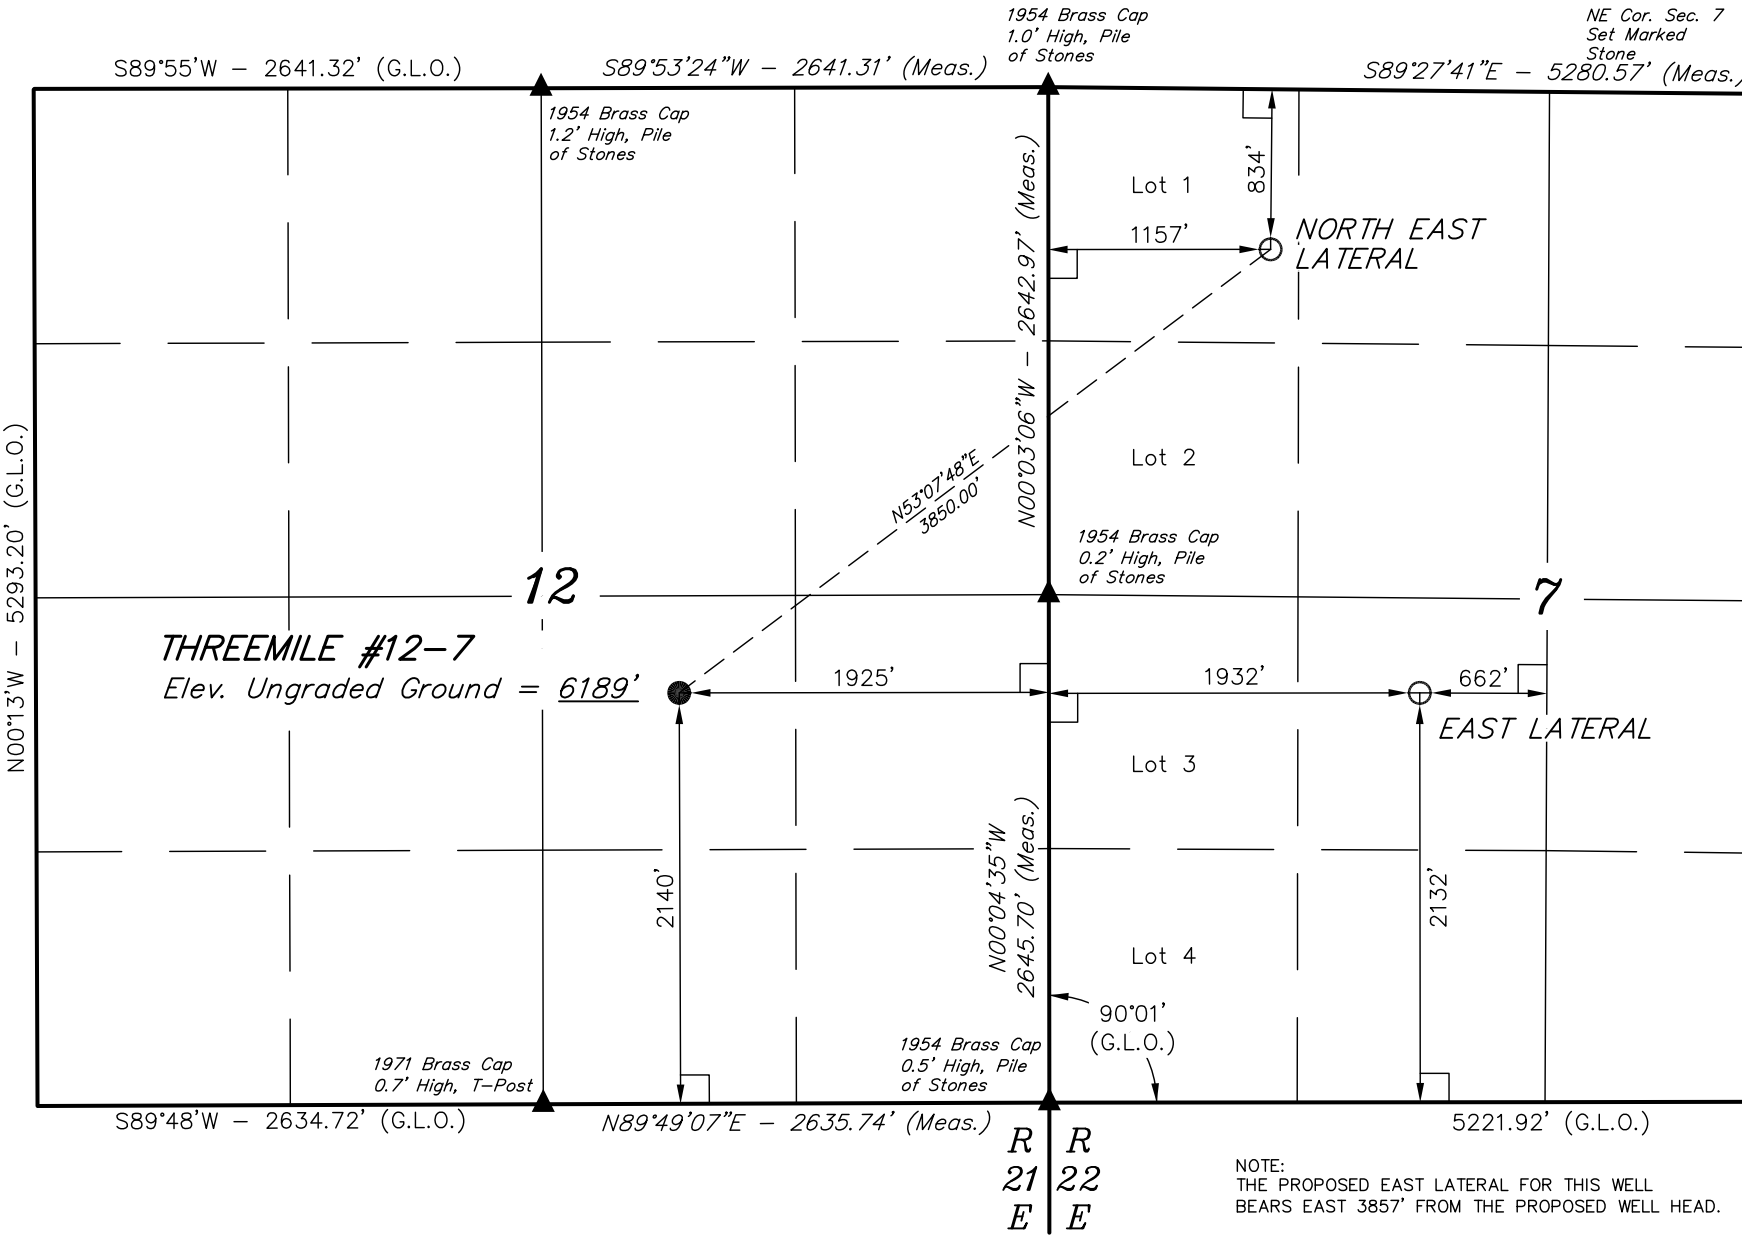 1954 Brass Cap
1.0' High, Pile
of Stones
NE Cor. Sec. 7
Set Marked
Stone
S89°55'W – 2641.32' (G.L.O.)
S89°53'24"W – 2641.31' (Meas.)
S89°27'41"E – 5280.57' (Meas.)
1954 Brass Cap
1.2' High, Pile
of Stones
N00°03'06"W – 2642.97' (Meas.)
Lot 1
834'
1157'
NORTH EAST
LATERAL
N00°13'W – 5293.20' (G.L.O.)
N53°07'48"E
3850.00'
Lot 2
1954 Brass Cap
0.2' High, Pile
of Stones
12
7
THREEMILE #12–7
Elev. Ungraded Ground = 6189'
1925'
1932'
662'
EAST LATERAL
Lot 3
2140'
N00°04'35"W
2645.70' (Meas.)
2132'
Lot 4
90°01'
(G.L.O.)
1971 Brass Cap
0.7' High, T–Post
1954 Brass Cap
0.5' High, Pile
of Stones
S89°48'W – 2634.72' (G.L.O.)
N89°49'07"E – 2635.74' (Meas.)
5221.92' (G.L.O.)
R R
21 22
E E
NOTE:
THE PROPOSED EAST LATERAL FOR THIS WELL
BEARS EAST 3857' FROM THE PROPOSED WELL HEAD.